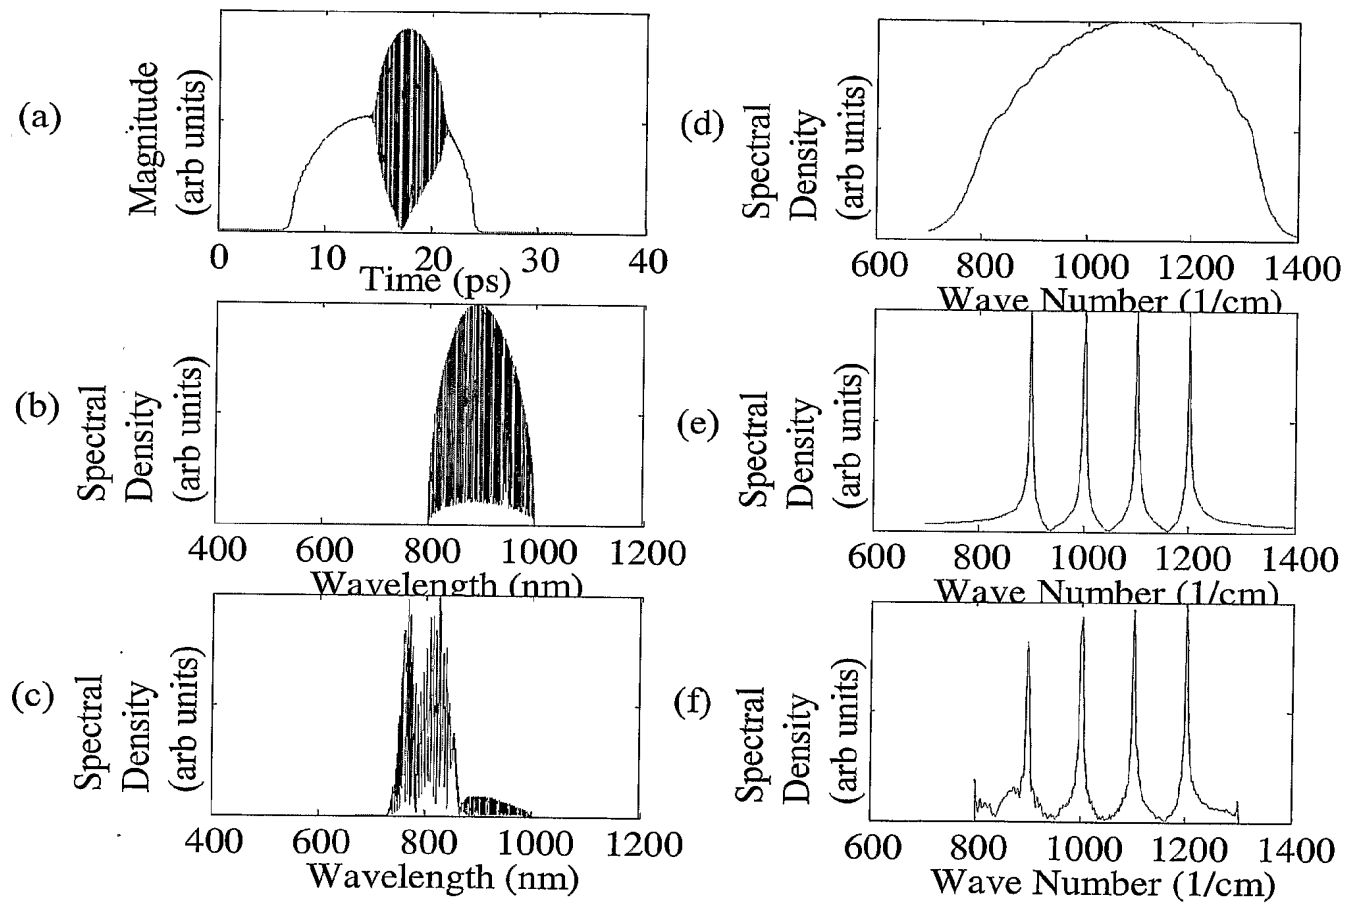 (a)
Magnitude
(arb units)
0 10 20 30 40
Time (ps)
(b)
Spectral
Density
(arb units)
400 600 800 1000 1200
Wavelength (nm)
(c)
Spectral
Density
(arb units)
400 600 800 1000 1200
Wavelength (nm)
(d)
Spectral
Density
(arb units)
600 800 1000 1200 1400
Wave Number (1/cm)
(e)
Spectral
Density
(arb units)
600 800 1000 1200 1400
Wave Number (1/cm)
(f)
Spectral
Density
(arb units)
600 800 1000 1200 1400
Wave Number (1/cm)